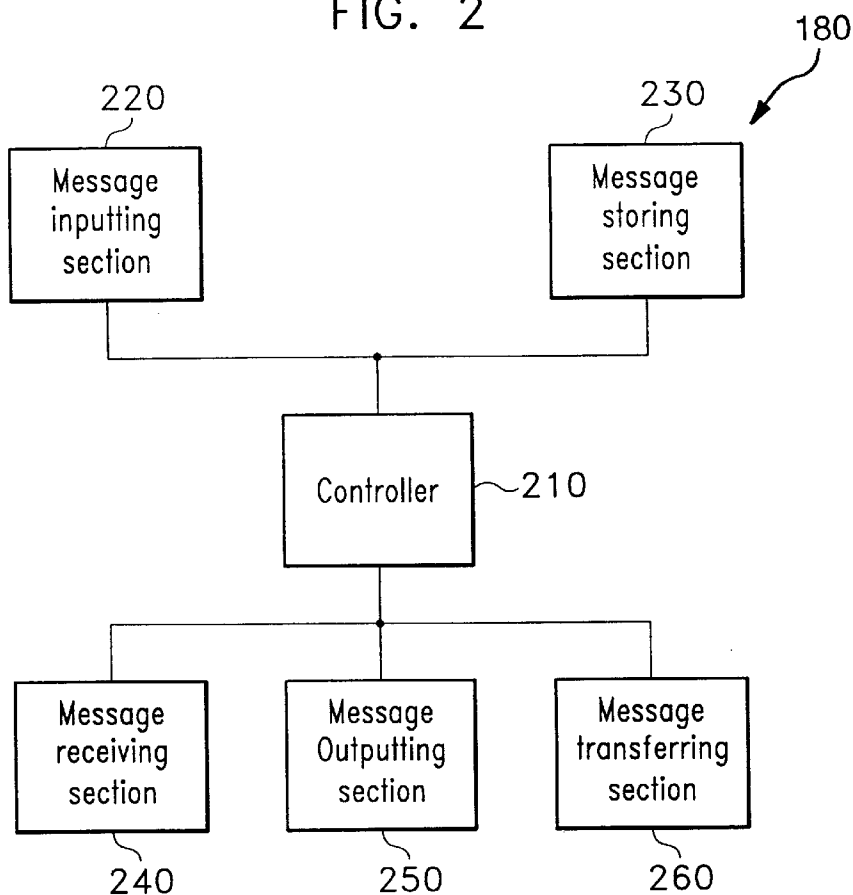 FIG. 2
180
220
230
Message
inputting
section
Message
storing
section
Controller
210
Message
receiving
section
Message
Outputting
section
Message
transferring
section
240
250
260